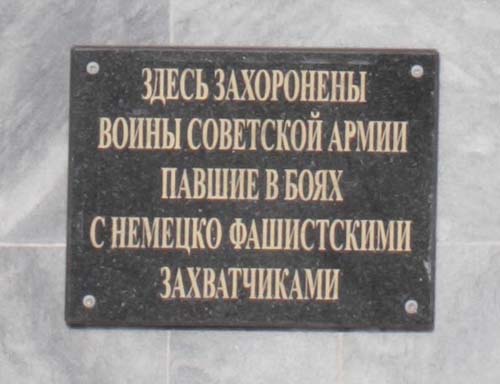 ЗДЕСЬ ЗАХОРОНЕНЫ
ВОИНЫ СОВЕТСКОЙ АРМИИ
ПАВШИЕ В БОЯХ
С НЕМЕЦКО ФАШИСТСКИМИ
ЗАХВАТЧИКАМИ